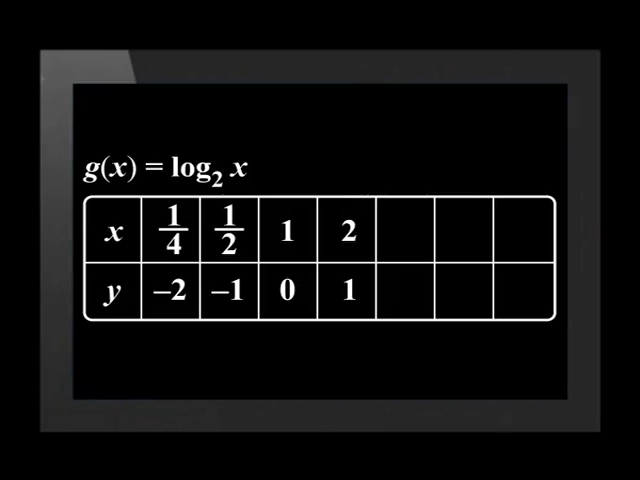 g(x) = log₂ x
x 1/4 1/2 1 2
y –2 –1 0 1